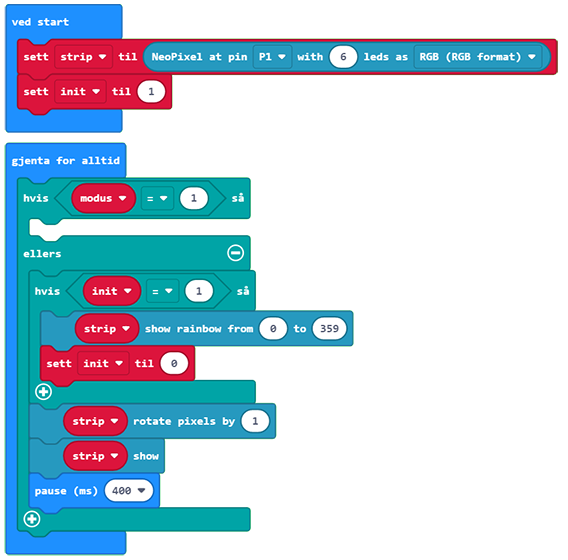 ved start
sett strip til NeoPixel at pin P1 with 6 leds as RGB (RGB format)
sett init til 1
gjenta for alltid
hvis modus = 1 så
ellers
hvis init = 1 så
strip show rainbow from 0 to 359
sett init til 0
strip rotate pixels by 1
strip show
pause (ms) 400